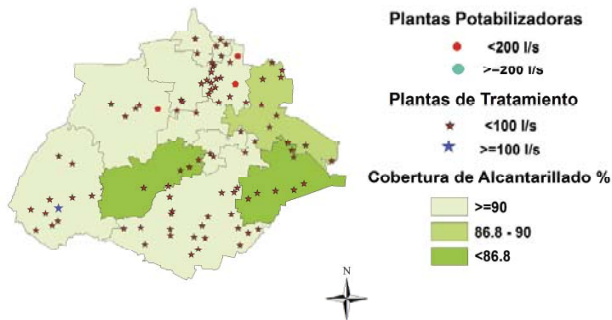 Plantas Potabilizadoras
<200 l/s
>=200 l/s
Plantas de Tratamiento
<100 l/s
>=100 l/s
Cobertura de Alcantarillado %
>=90
86.8 - 90
<86.8
N